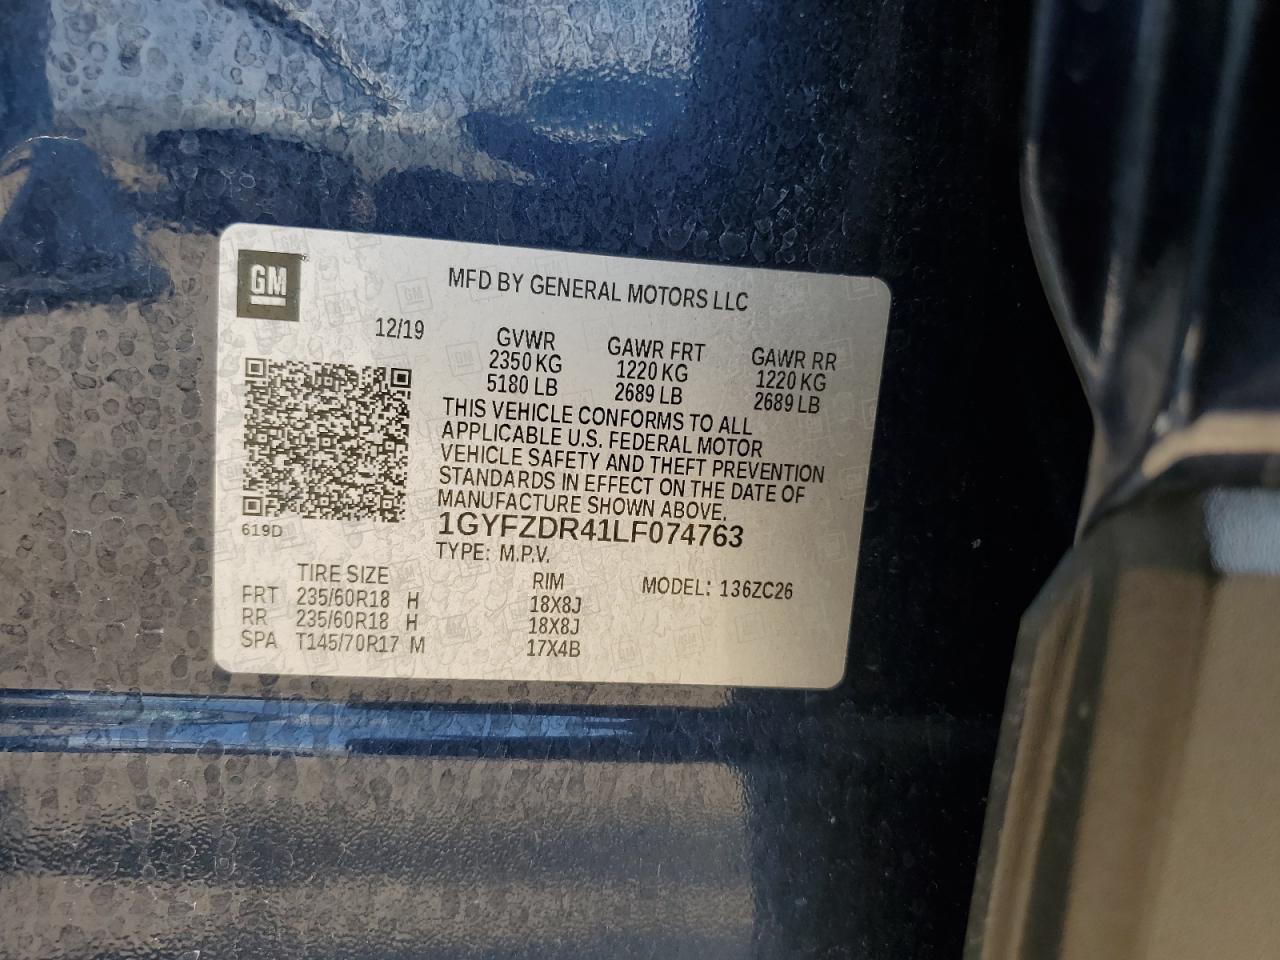 GM
MFD BY GENERAL MOTORS LLC
12/19
GVWR GAWR FRT GAWR RR
2350 KG 1220 KG 1220 KG
5180 LB 2689 LB 2689 LB
THIS VEHICLE CONFORMS TO ALL
APPLICABLE U.S. FEDERAL MOTOR
VEHICLE SAFETY AND THEFT PREVENTION
STANDARDS IN EFFECT ON THE DATE OF
MANUFACTURE SHOWN ABOVE.
619D
1GYFZDR41LF074763
TYPE: M.P.V.
TIRE SIZE RIM MODEL: 136ZC26
FRT 235/60R18 H 18X8J
RR 235/60R18 H 18X8J
SPA T145/70R17 M 17X4B